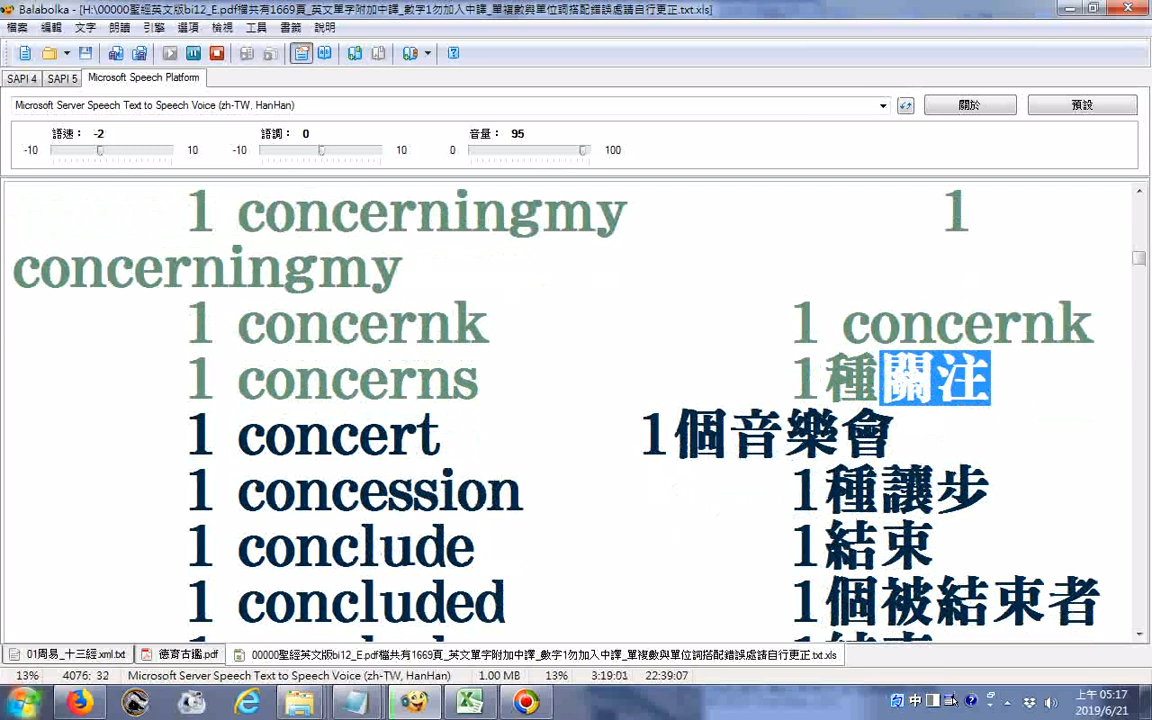 Balabolka - [H:\00000聖經英文版bi12_E.pdf檔共有1669頁_英文單字附加中譯_數字1勿加入中譯_單複數與單位詞搭配錯誤處請自行更正.txt.xls]
檔案 編輯 文字 朗讀 引擎 選項 檢視 工具 書籤 說明
SAPI 4 SAPI 5 Microsoft Speech Platform
Microsoft Server Speech Text to Speech Voice (zh-TW, HanHan) 關於 預設
語速： -2 語調： 0 音量： 95
-10 10 -10 10 0 100
1 concerningmy 1
concerningmy
1 concernk 1 concernk
1 concerns 1種關注
1 concert 1個音樂會
1 concession 1種讓步
1 conclude 1結束
1 concluded 1個被結束者
01周易_十三經.xml.txt 德育古鑑.pdf 00000聖經英文版bi12_E.pdf檔共有1669頁_英文單字附加中譯_數字1勿加入中譯_單複數與單位詞搭配錯誤處請自行更正.txt.xls
13% 4076; 32 Microsoft Server Speech Text to Speech Voice (zh-TW, HanHan) 1.00 MB 13% 3:19:01 22:39:07
中 上午 05:17
2019/6/21